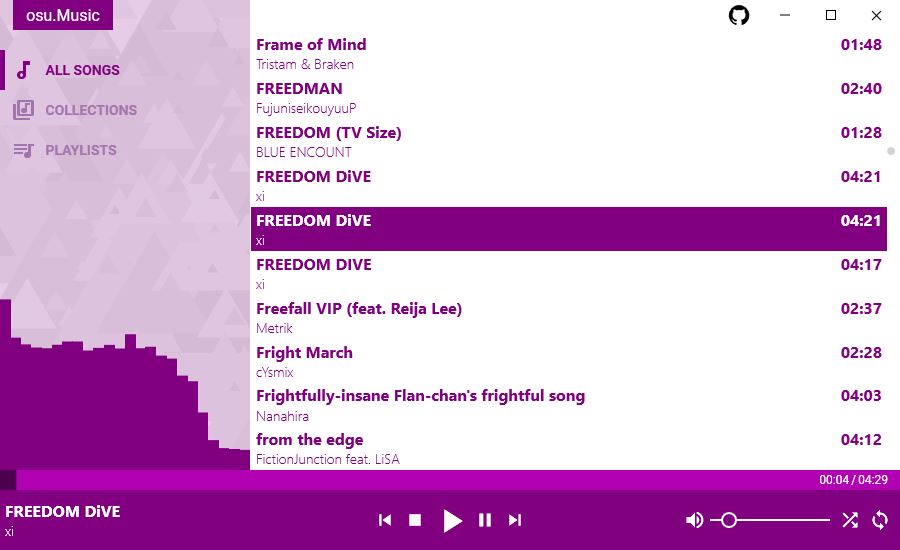 osu.Music
ALL SONGS
COLLECTIONS
PLAYLISTS
Frame of Mind 01:48
Tristam & Braken
FREEDMAN 02:40
FujuniseikouyuuP
FREEDOM (TV Size) 01:28
BLUE ENCOUNT
FREEDOM DiVE 04:21
xi
FREEDOM DiVE 04:21
xi
FREEDOM DIVE 04:17
xi
Freefall VIP (feat. Reija Lee) 02:37
Metrik
Fright March 02:28
cYsmix
Frightfully-insane Flan-chan's frightful song 04:03
Nanahira
from the edge 04:12
FictionJunction feat. LiSA
00:04 / 04:29
FREEDOM DiVE
xi